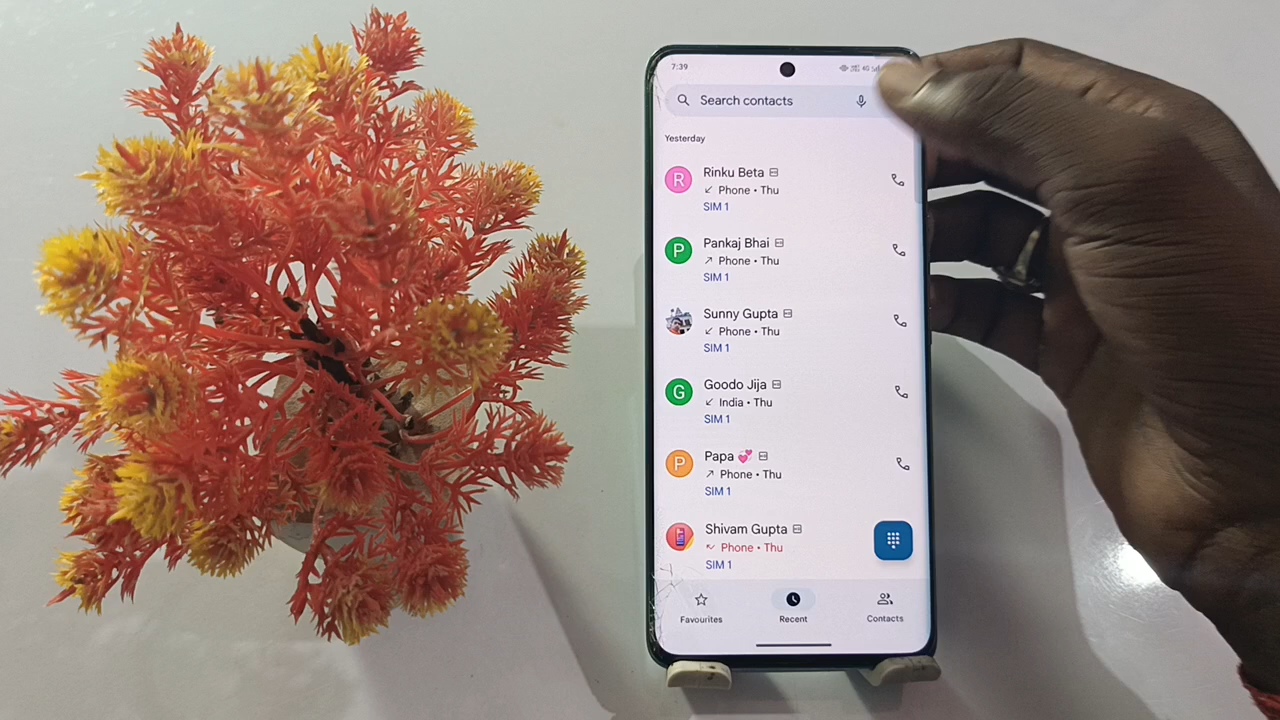 7:39
4G
Search contacts
Yesterday
R
Rinku Beta
Phone • Thu
SIM 1
P
Pankaj Bhai
Phone • Thu
SIM 1
Sunny Gupta
Phone • Thu
SIM 1
G
Goodo Jija
India • Thu
SIM 1
P
Papa 💞
Phone • Thu
SIM 1
Shivam Gupta
Phone • Thu
SIM 1
Favourites
Recent
Contacts